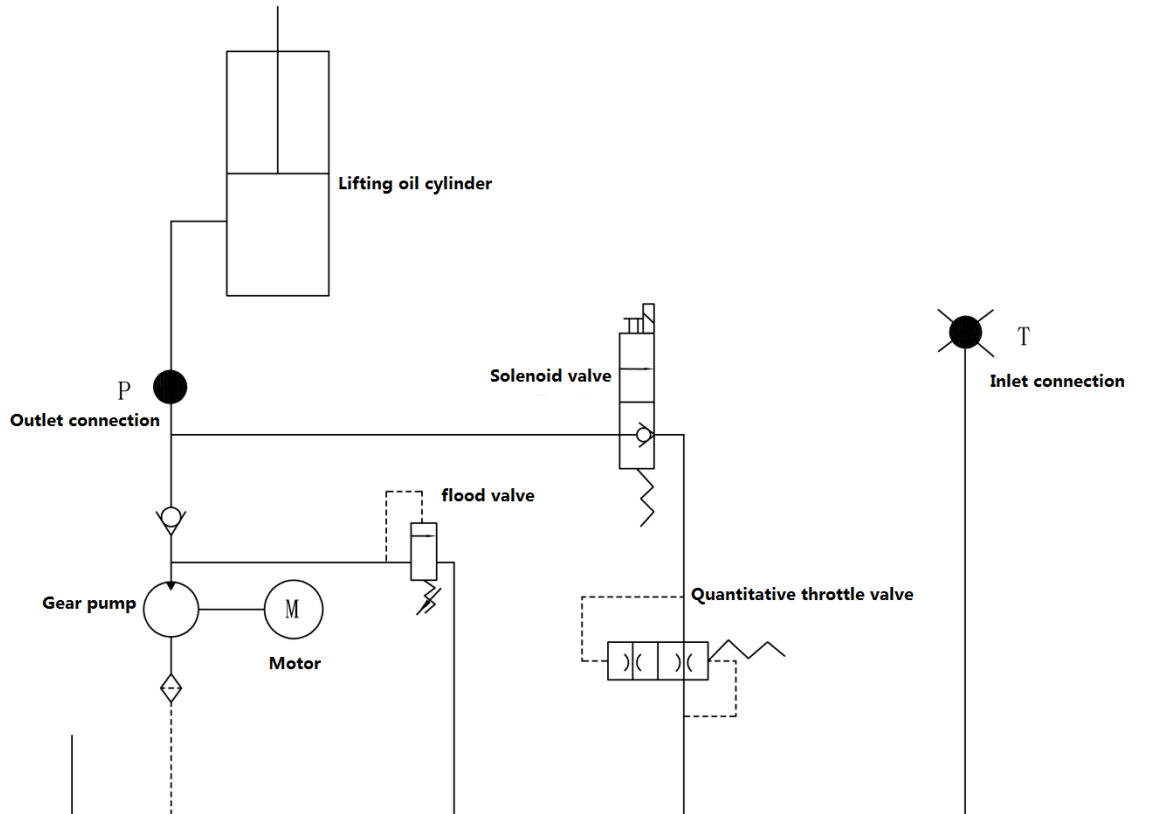 Lifting oil cylinder
T
Solenoid valve
Inlet connection
P
Outlet connection
flood valve
Quantitative throttle valve
Gear pump
M
Motor